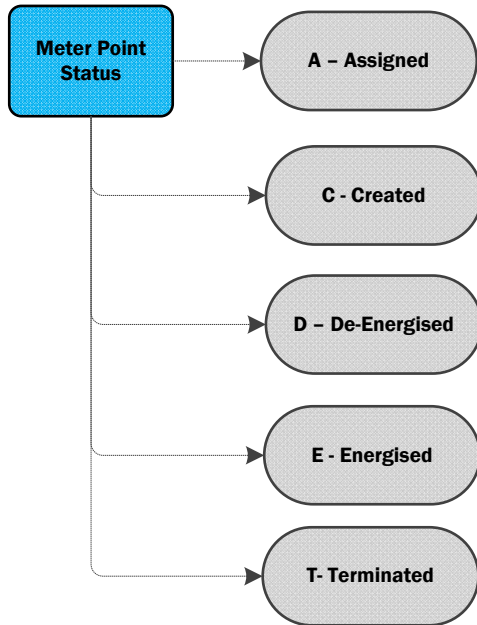 Meter Point
Status
A – Assigned
C - Created
D – De-Energised
E - Energised
T- Terminated